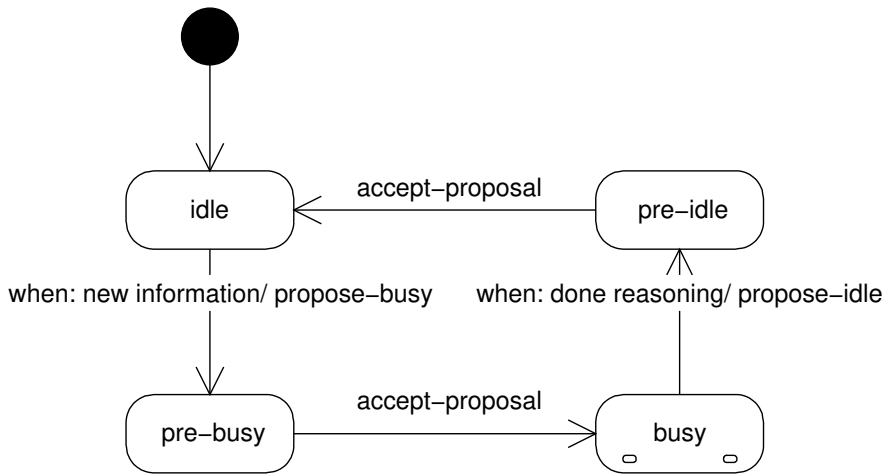 accept−proposal
idle
pre−idle
when: new information/ propose−busy
when: done reasoning/ propose−idle
accept−proposal
pre−busy
busy